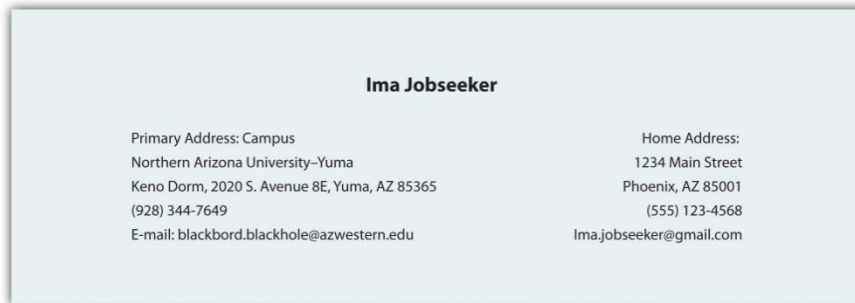 Ima Jobseeker
Primary Address: Campus
Northern Arizona University–Yuma
Keno Dorm, 2020 S. Avenue 8E, Yuma, AZ 85365
(928) 344-7649
E-mail: blackbord.blackhole@azwestern.edu
Home Address:
1234 Main Street
Phoenix, AZ 85001
(555) 123-4568
Ima.jobseeker@gmail.com